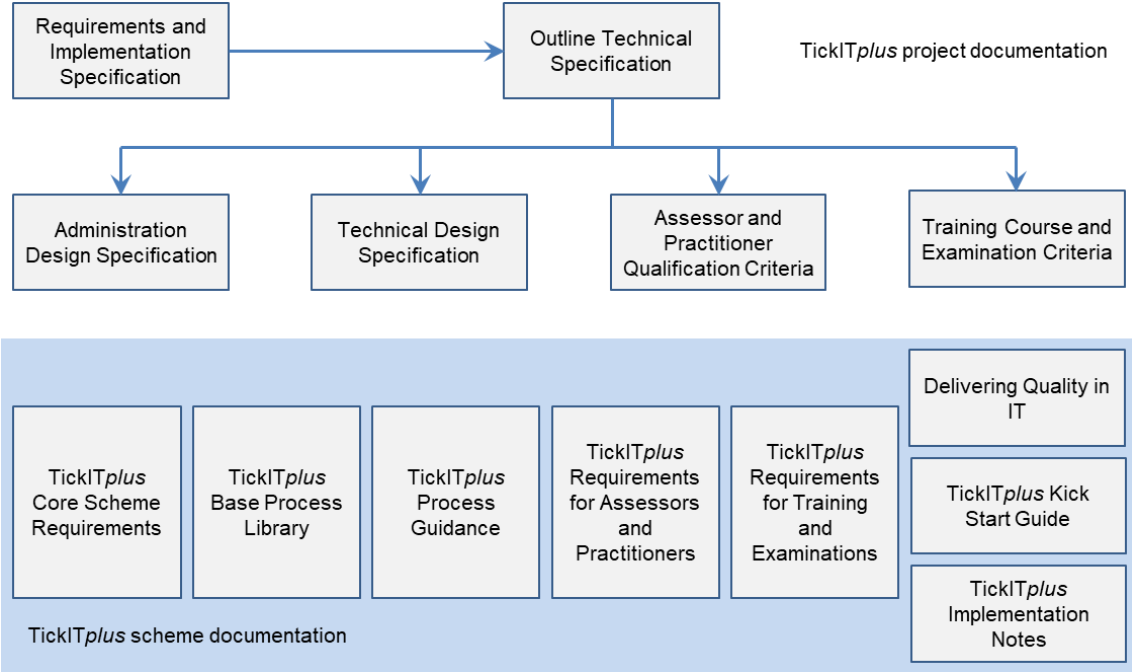 Requirements and
Implementation
Specification
Outline Technical
Specification
TickITplus project documentation
Administration
Design Specification
Technical Design
Specification
Assessor and
Practitioner
Qualification Criteria
Training Course and
Examination Criteria
TickITplus
Core Scheme
Requirements
TickITplus
Base Process
Library
TickITplus
Process
Guidance
TickITplus
Requirements
for Assessors
and
Practitioners
TickITplus
Requirements
for Training
and
Examinations
Delivering Quality in
IT
TickITplus Kick
Start Guide
TickITplus
Implementation
Notes
TickITplus scheme documentation